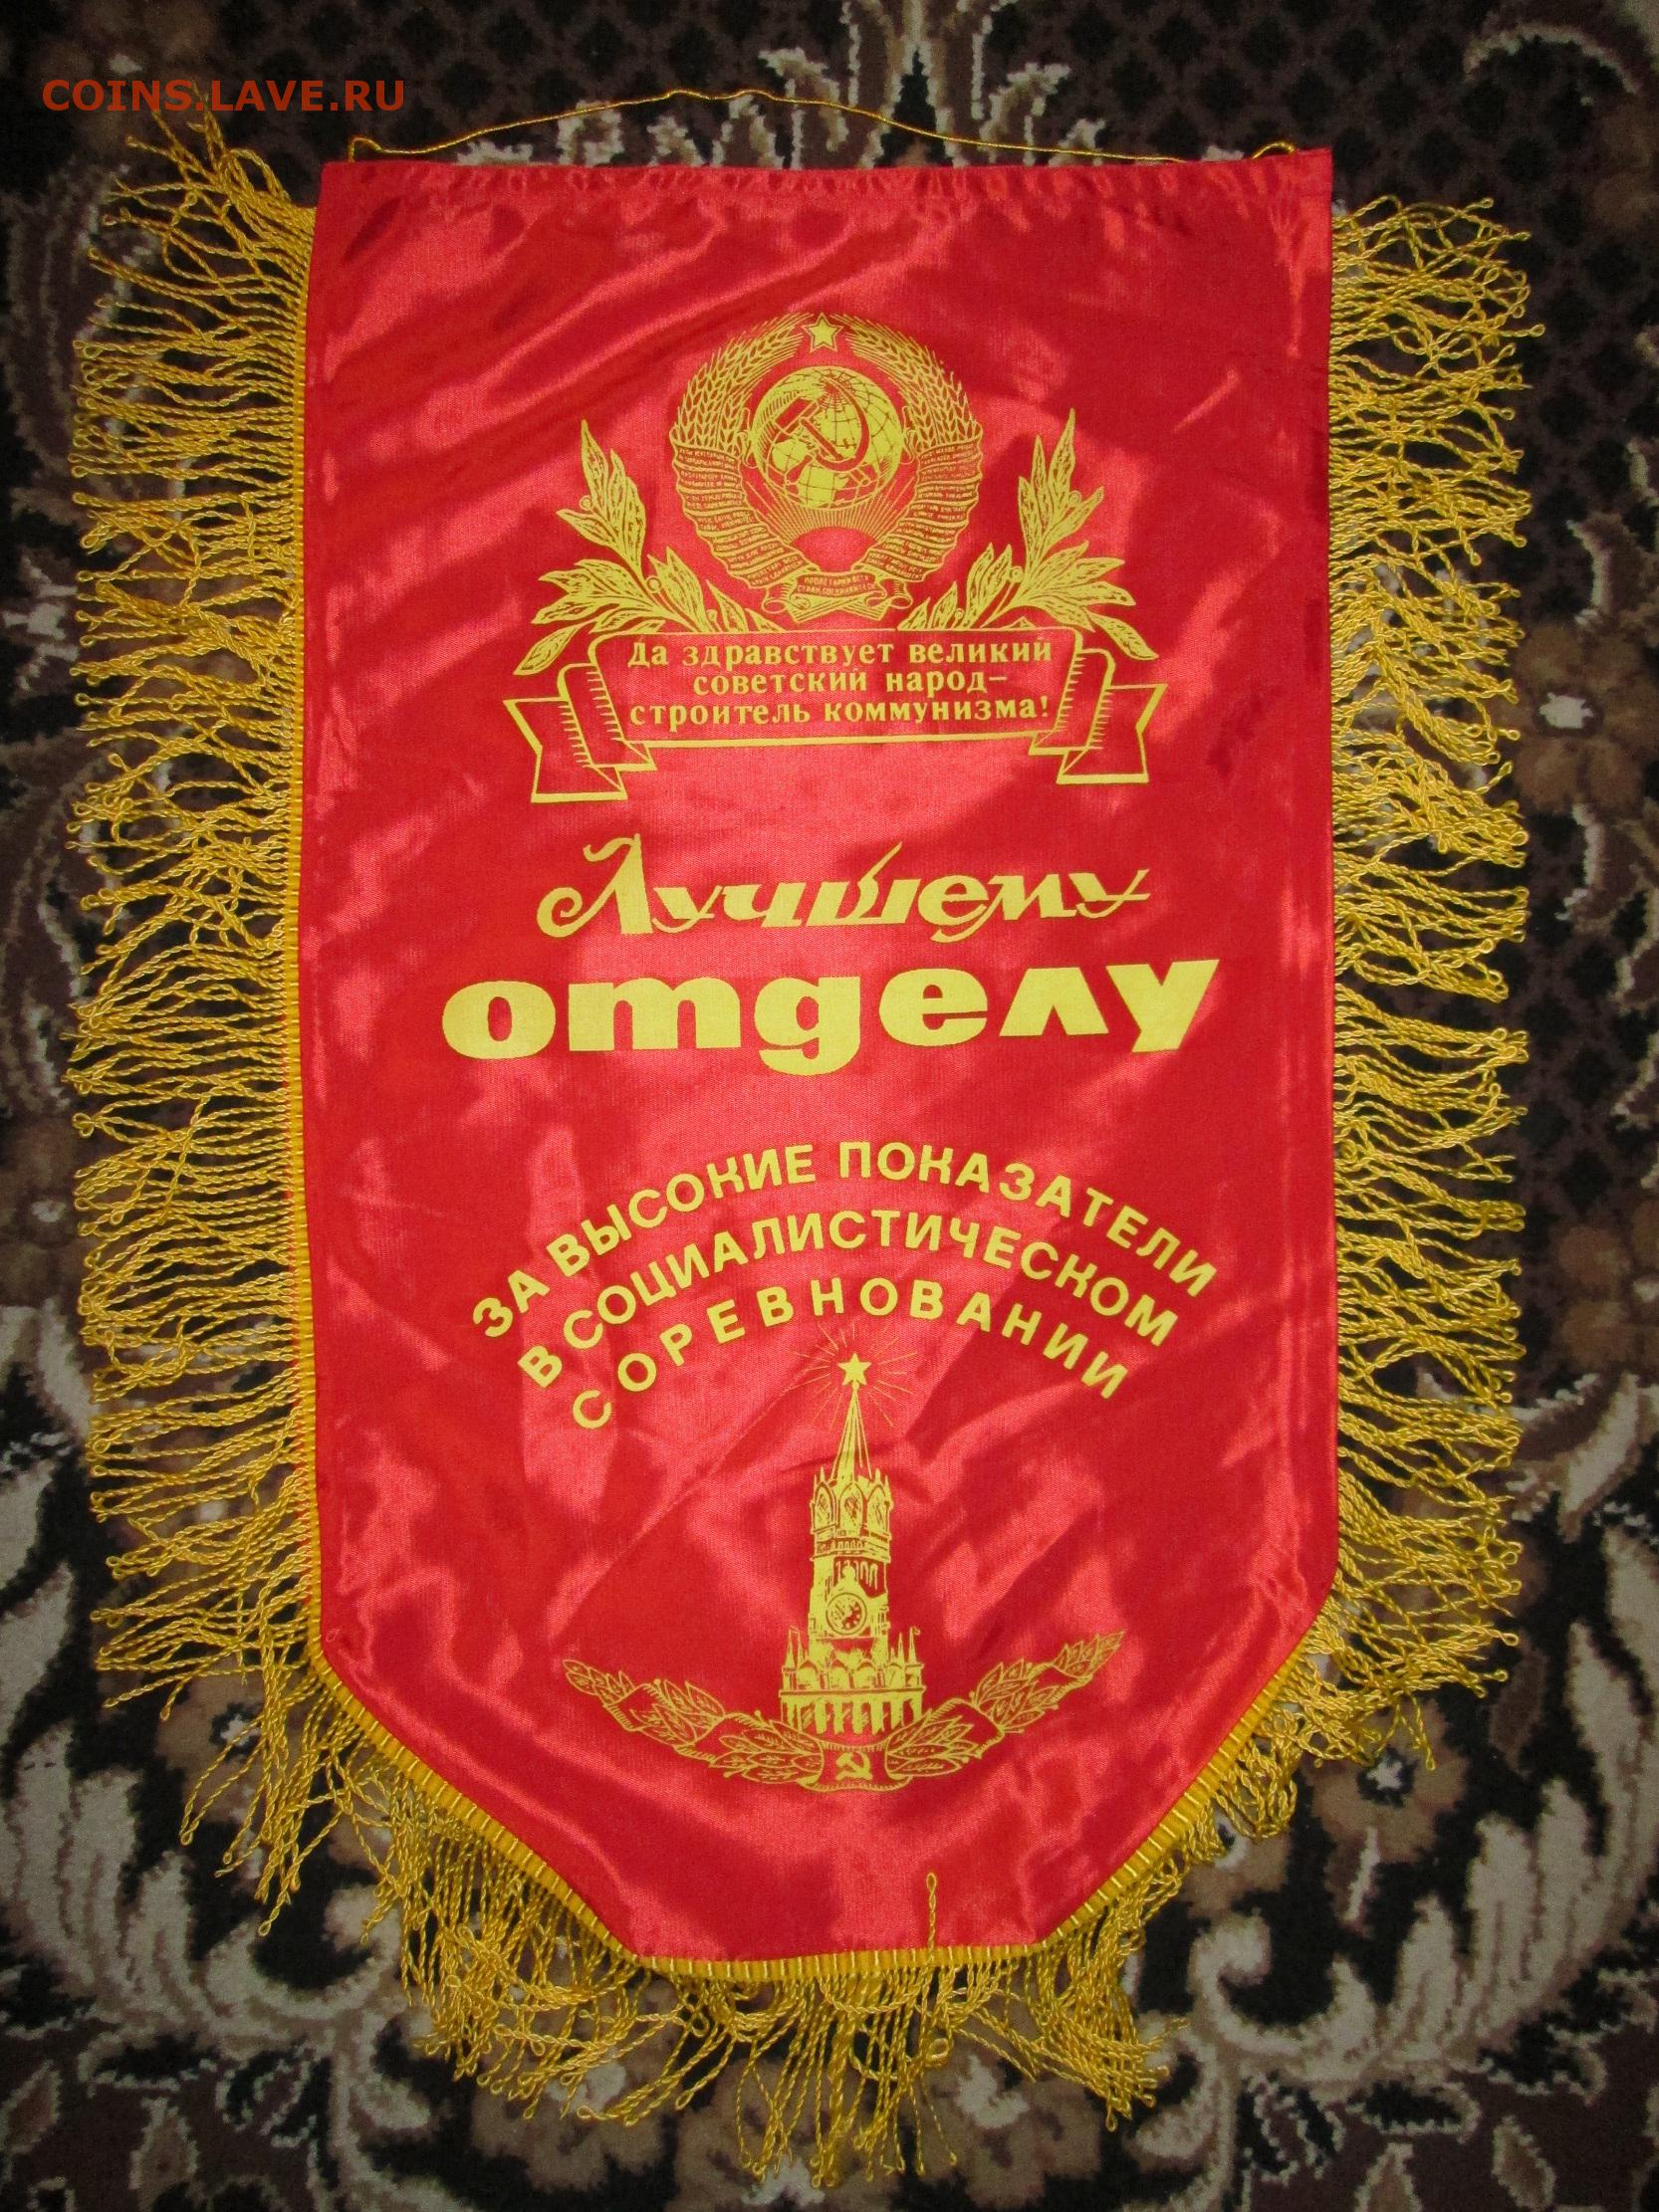 COINS.LAVE.RU
Да здравствует великий
советский народ-
строитель коммунизма!
Лучшему
отделу
ЗА ВЫСОКИЕ ПОКАЗАТЕЛИ
В СОЦИАЛИСТИЧЕСКОМ
СОРЕВНОВАНИИ